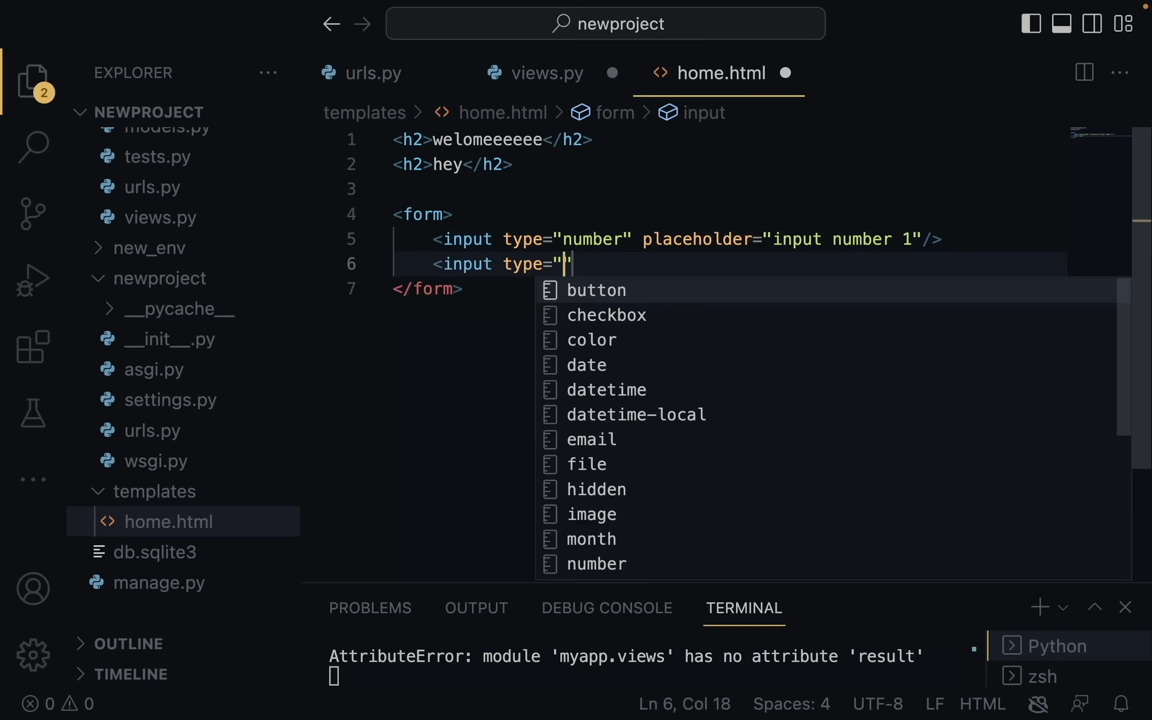 newproject
EXPLORER
urls.py
views.py
home.html
2
NEWPROJECT
templates
home.html
form
input
models.py
tests.py
urls.py
views.py
new_env
newproject
__pycache__
__init__.py
asgi.py
settings.py
urls.py
wsgi.py
templates
home.html
db.sqlite3
manage.py
OUTLINE
TIMELINE
1 <h2>welomeeeeee</h2>
2 <h2>hey</h2>
3
4 <form>
5 <input type="number" placeholder="input number 1"/>
6 <input type=""
7 </form>
button
checkbox
color
date
datetime
datetime-local
email
file
hidden
image
month
number
PROBLEMS OUTPUT DEBUG CONSOLE TERMINAL
AttributeError: module 'myapp.views' has no attribute 'result'
Python
zsh
0 0 Ln 6, Col 18 Spaces: 4 UTF-8 LF HTML